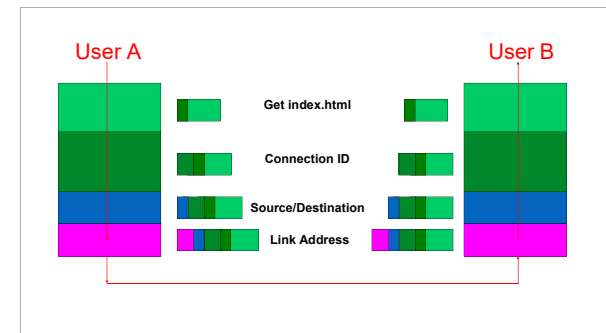 User A
User B
Get index.html
Connection ID
Source/Destination
Link Address